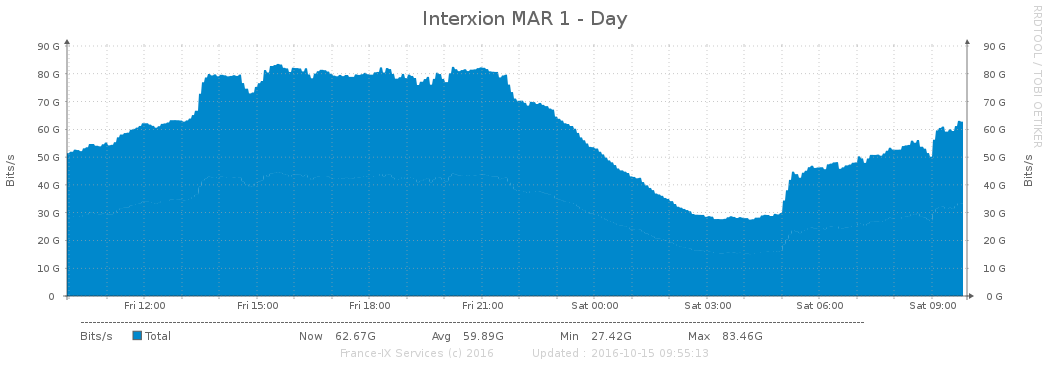 Interxion MAR 1 - Day
RRDTOOL / TOBI OETIKER
90 G 90 G
80 G 80 G
70 G 70 G
60 G 60 G
50 G 50 G
40 G 40 G
30 G 30 G
20 G 20 G
10 G 10 G
0 0 G
Bits/s
Bits/s
Fri 12:00 Fri 15:00 Fri 18:00 Fri 21:00 Sat 00:00 Sat 03:00 Sat 06:00 Sat 09:00
Bits/s Total Now 62.67G Avg 59.89G Min 27.42G Max 83.46G
France-IX Services (c) 2016 Updated : 2016-10-15 09:55:13